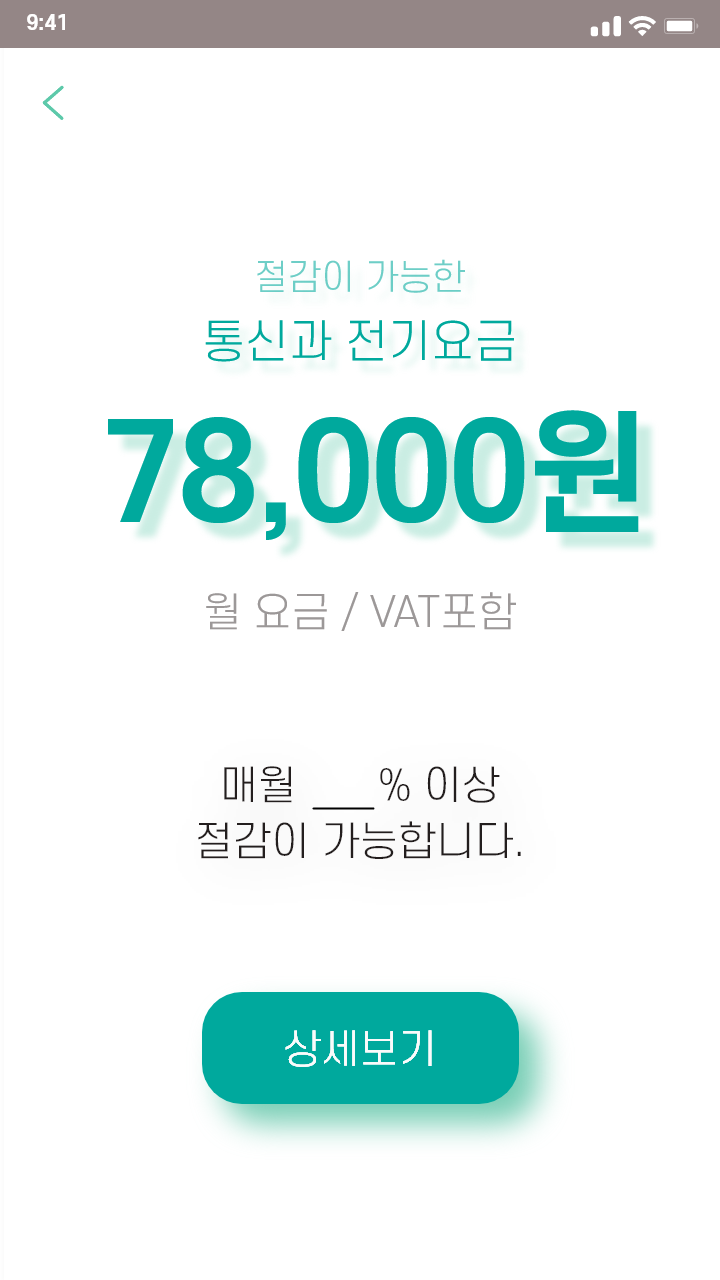 9:41
절감이 가능한
통신과 전기요금
78,000원
월 요금 / VAT포함
매월 ___% 이상
절감이 가능합니다.
상세보기